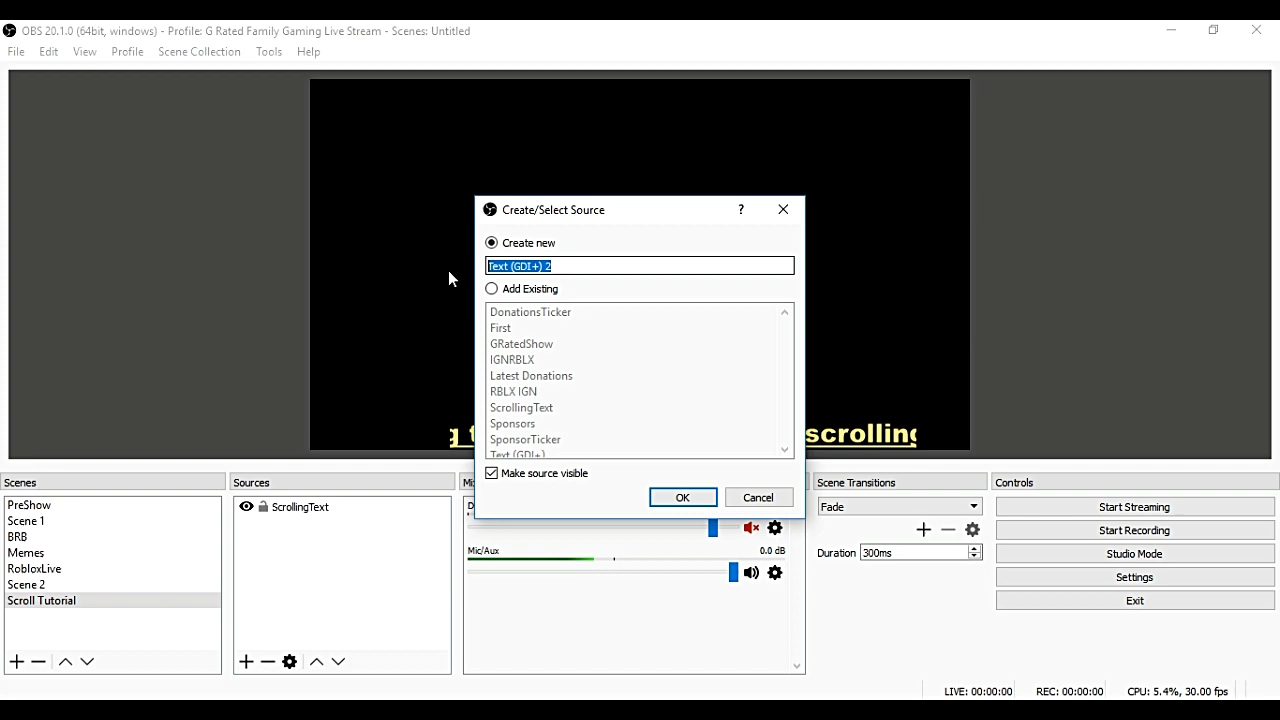 OBS 20.1.0 (64bit, windows) - Profile: G Rated Family Gaming Live Stream - Scenes: Untitled
File Edit View Profile Scene Collection Tools Help
Create/Select Source
?
Create new
Text (GDI+) 2
Add Existing
DonationsTicker
First
GRatedShow
IGNRBLX
Latest Donations
RBLX IGN
ScrollingText
Sponsors
SponsorTicker
Text (GDI+)
Make source visible
OK Cancel
scrolling
Scenes
PreShow
Scene 1
BRB
Memes
RobloxLive
Scene 2
Scroll Tutorial
Sources
ScrollingText
Mic/Aux 0.0 dB
Scene Transitions
Fade
Duration 300ms
Controls
Start Streaming
Start Recording
Studio Mode
Settings
Exit
LIVE: 00:00:00 REC: 00:00:00 CPU: 5.4%, 30.00 fps